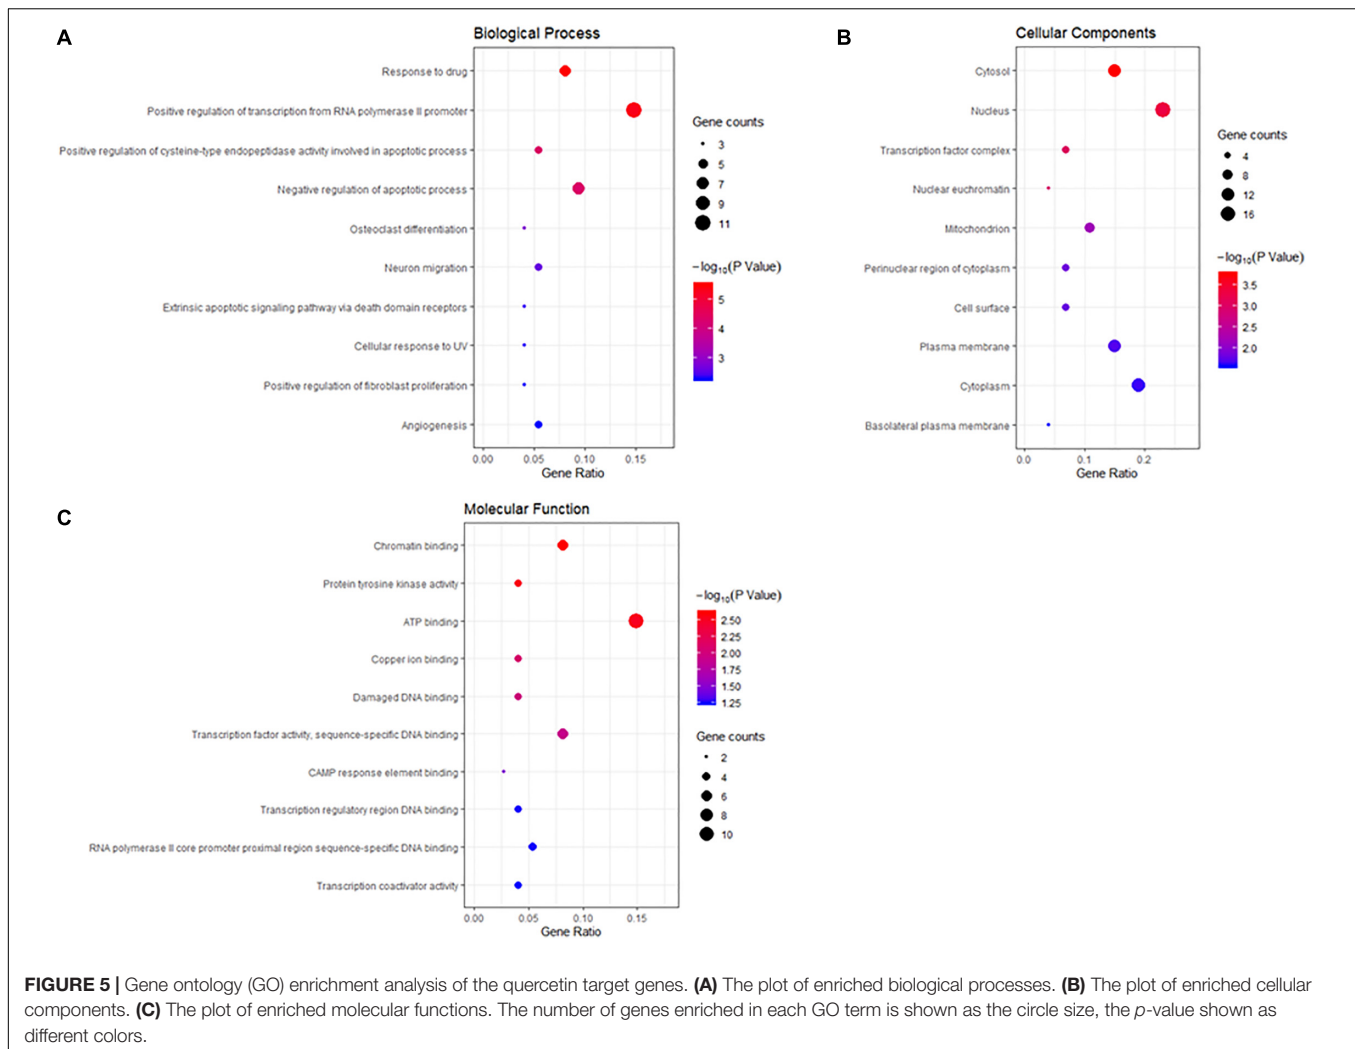 A
Biological Process
Response to drug
Positive regulation of transcription from RNA polymerase II promoter
Positive regulation of cysteine-type endopeptidase activity involved in apoptotic process
Negative regulation of apoptotic process
Osteoclast differentiation
Neuron migration
Extrinsic apoptotic signaling pathway via death domain receptors
Cellular response to UV
Positive regulation of fibroblast proliferation
Angiogenesis
0.00 0.05 0.10 0.15
Gene Ratio
Gene counts
3
5
7
9
11
−log10(P Value)
5
4
3
B
Cellular Components
Cytosol
Nucleus
Transcription factor complex
Nuclear euchromatin
Mitochondrion
Perinuclear region of cytoplasm
Cell surface
Plasma membrane
Cytoplasm
Basolateral plasma membrane
0.0 0.1 0.2
Gene Ratio
Gene counts
4
8
12
16
−log10(P Value)
3.5
3.0
2.5
2.0
C
Molecular Function
Chromatin binding
Protein tyrosine kinase activity
ATP binding
Copper ion binding
Damaged DNA binding
Transcription factor activity, sequence-specific DNA binding
CAMP response element binding
Transcription regulatory region DNA binding
RNA polymerase II core promoter proximal region sequence-specific DNA binding
Transcription coactivator activity
0.00 0.05 0.10 0.15
Gene Ratio
−log10(P Value)
2.50
2.25
2.00
1.75
1.50
1.25
Gene counts
2
4
6
8
10
FIGURE 5 | Gene ontology (GO) enrichment analysis of the quercetin target genes. (A) The plot of enriched biological processes. (B) The plot of enriched cellular
components. (C) The plot of enriched molecular functions. The number of genes enriched in each GO term is shown as the circle size, the p-value shown as
different colors.